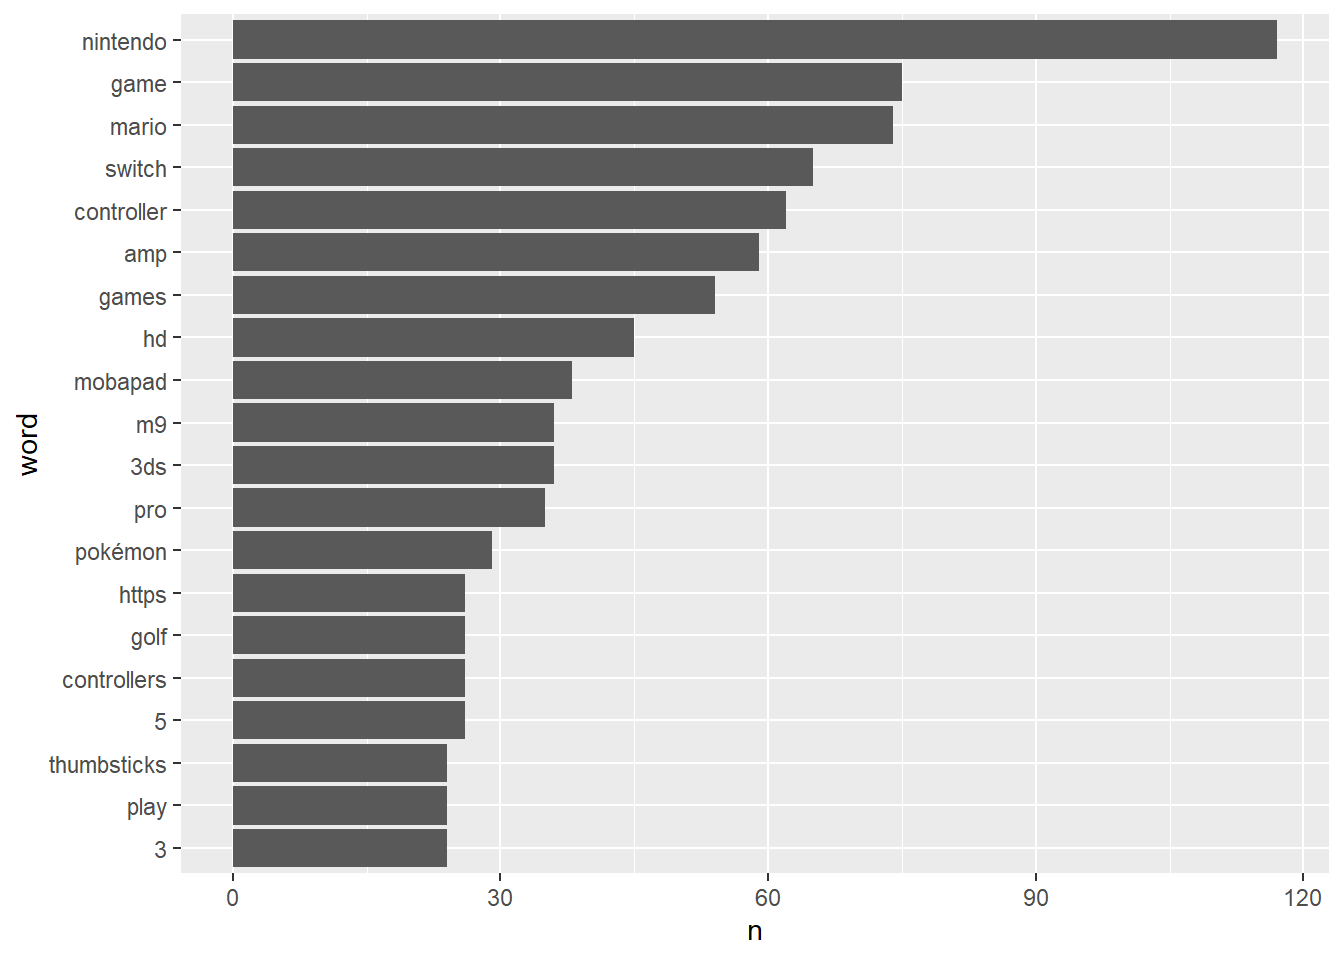 nintendo
game
mario
switch
controller
amp
games
hd
mobapad
m9
3ds
pro
pokémon
https
golf
controllers
5
thumbsticks
play
3
word
0 30 60 90 120
n